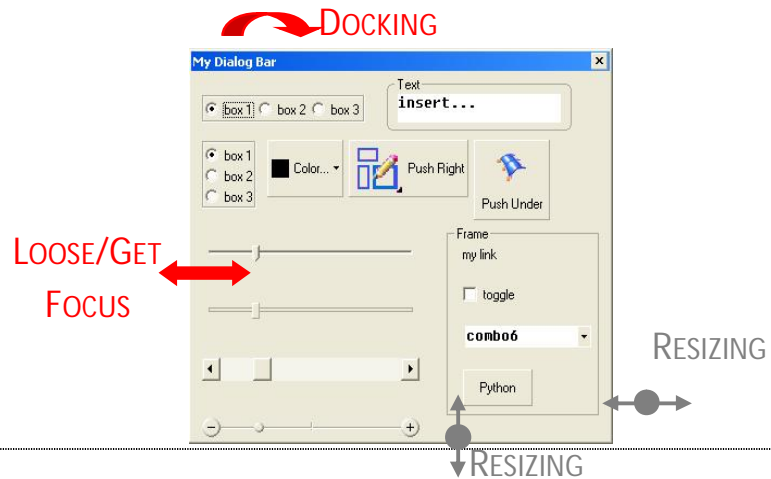 DOCKING
My Dialog Bar
Text
box 1 box 2 box 3
insert...
box 1
box 2
box 3
Color...
Push Right
Push Under
LOOSE/GET
FOCUS
Frame
my link
toggle
combo6
Python
RESIZING
RESIZING